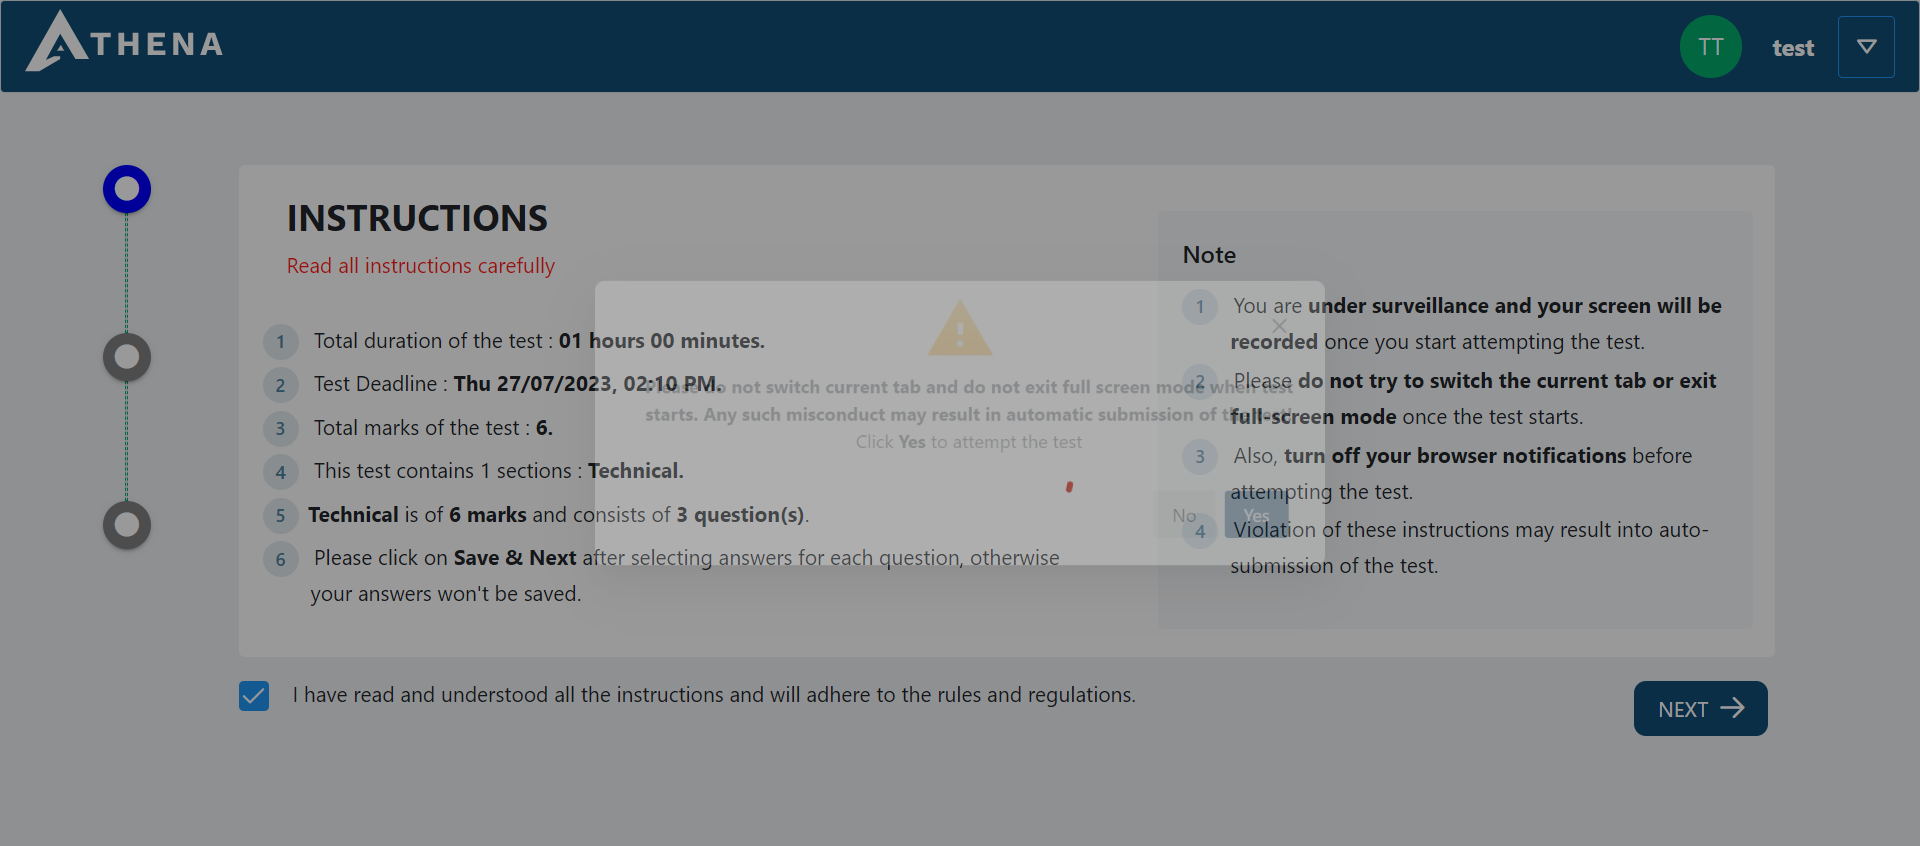 ATHENA
TT
test
INSTRUCTIONS
Read all instructions carefully
1 Total duration of the test : 01 hours 00 minutes.
2 Test Deadline : Thu 27/07/2023, 02:10 PM.
3 Total marks of the test : 6.
4 This test contains 1 sections : Technical.
5 Technical is of 6 marks and consists of 3 question(s).
6 Please click on Save & Next after selecting answers for each question, otherwise
your answers won't be saved.
Note
1 You are under surveillance and your screen will be
recorded once you start attempting the test.
2 Please do not try to switch the current tab or exit
full-screen mode once the test starts.
3 Also, turn off your browser notifications before
attempting the test.
4 Violation of these instructions may result into auto-
submission of the test.
Please do not switch current tab and do not exit full screen mode when test
starts. Any such misconduct may result in automatic submission of the test!
Click Yes to attempt the test
No
Yes
I have read and understood all the instructions and will adhere to the rules and regulations.
NEXT